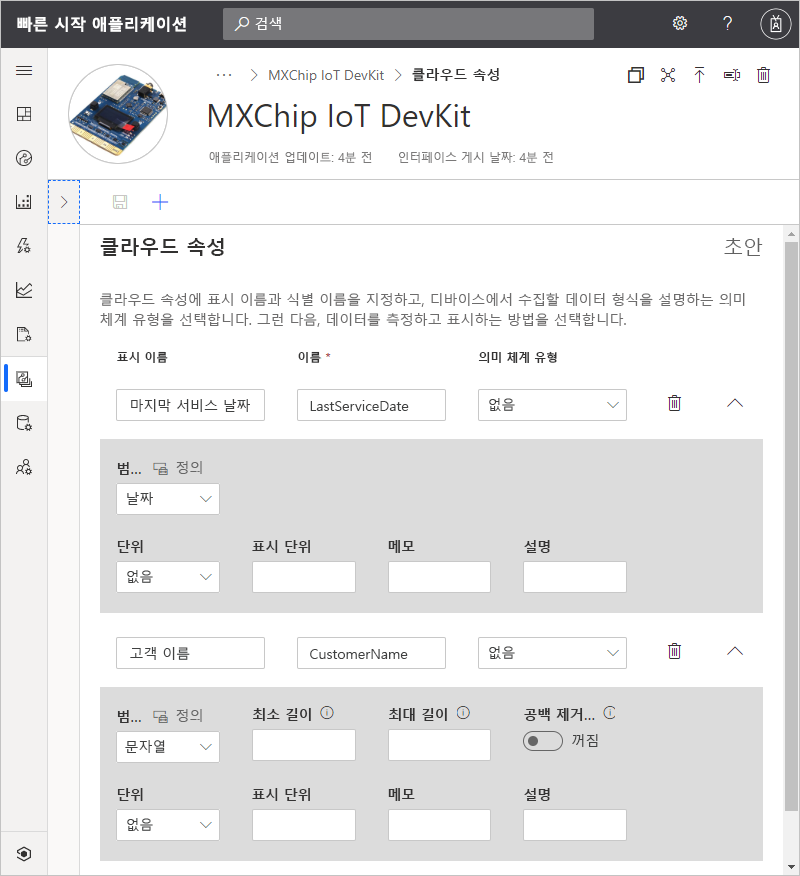 빠른 시작 애플리케이션
검색
··· > MXChip IoT DevKit > 클라우드 속성
MXChip IoT DevKit
애플리케이션 업데이트: 4분 전 인터페이스 게시 날짜: 4분 전
클라우드 속성
초안
클라우드 속성에 표시 이름과 식별 이름을 지정하고, 디바이스에서 수집할 데이터 형식을 설명하는 의미
체계 유형을 선택합니다. 그런 다음, 데이터를 측정하고 표시하는 방법을 선택합니다.
표시 이름 이름 * 의미 체계 유형
마지막 서비스 날짜 LastServiceDate 없음
범... 정의
날짜
단위 표시 단위 메모 설명
없음
고객 이름 CustomerName 없음
범... 정의 최소 길이 최대 길이 공백 제거...
문자열 꺼짐
단위 표시 단위 메모 설명
없음